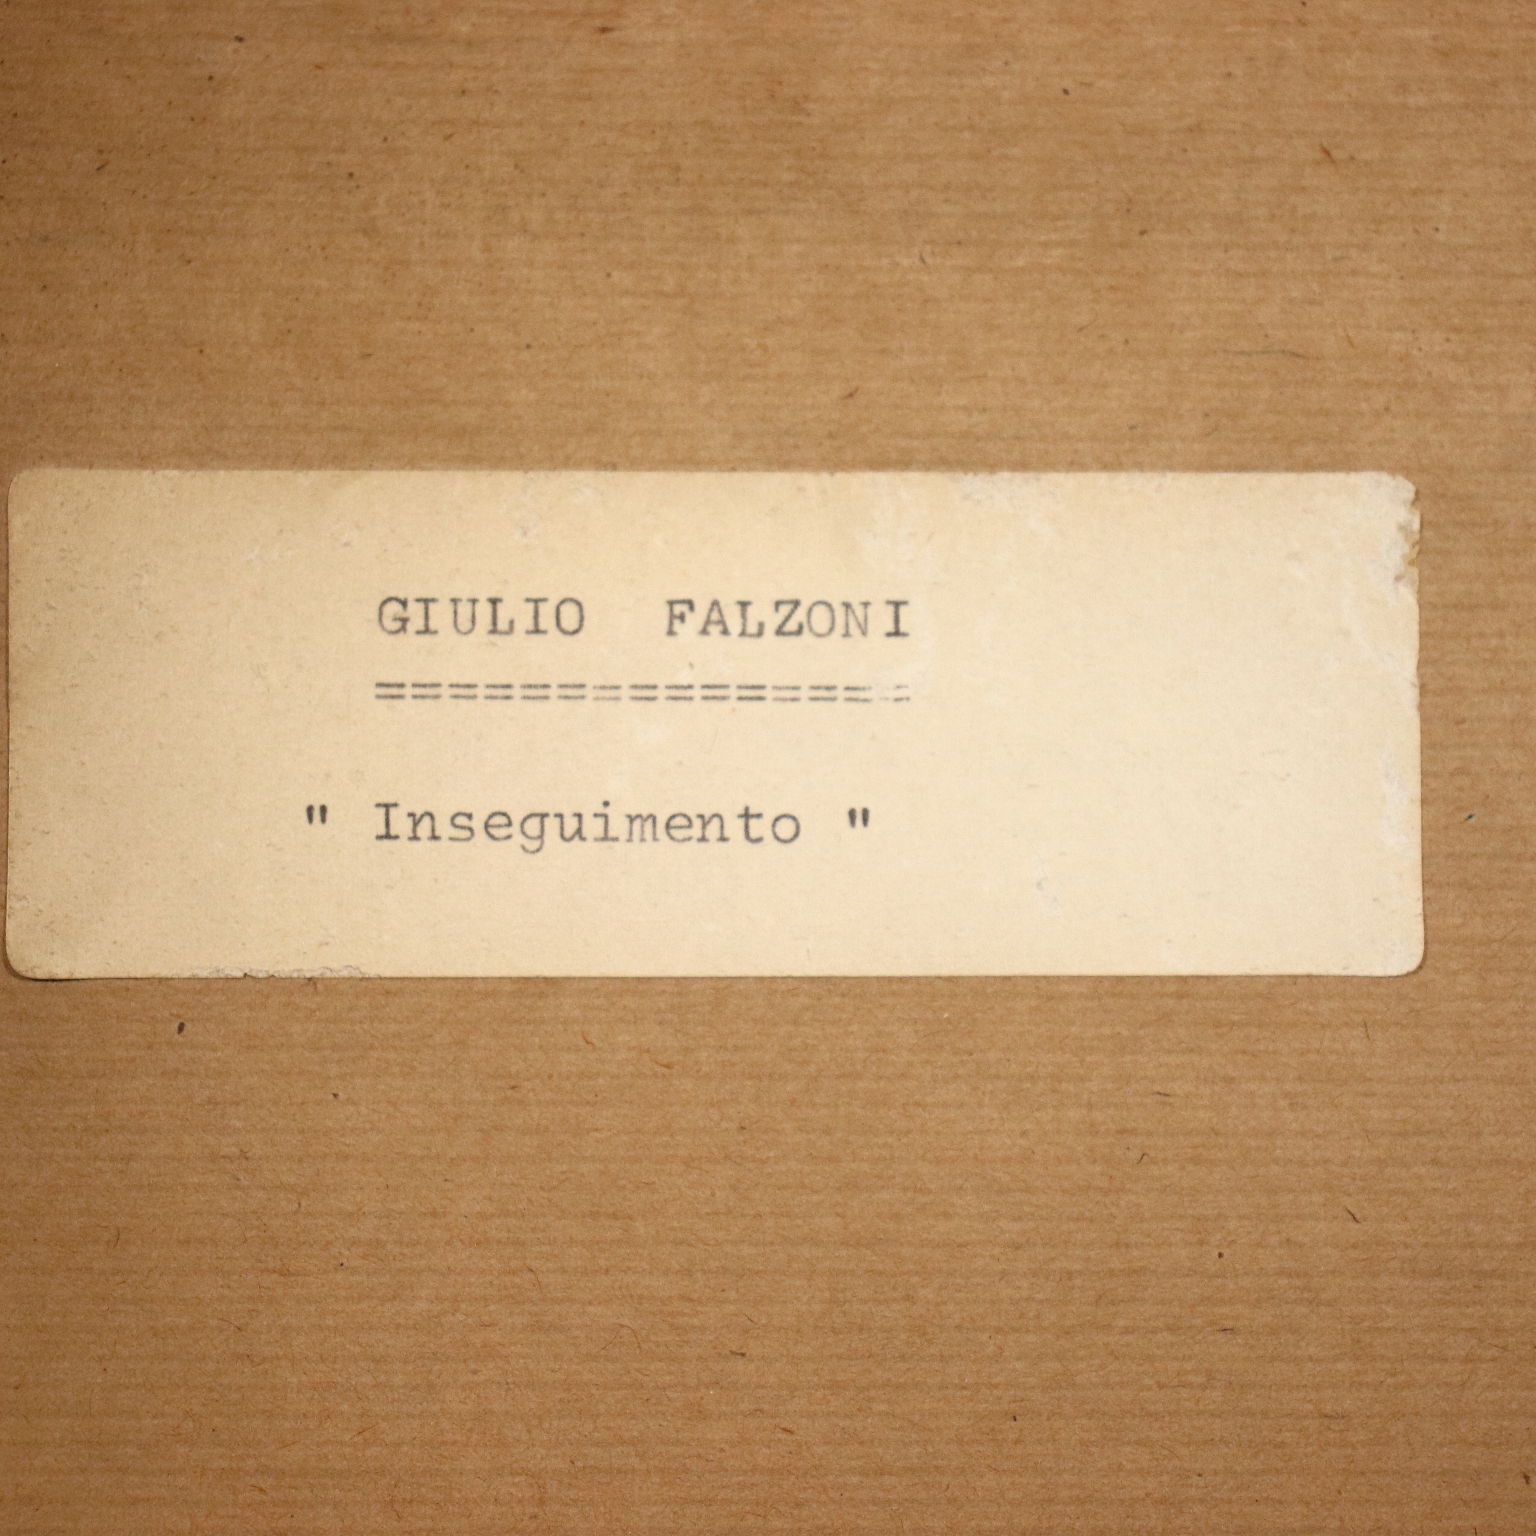 GIULIO FALZONI
===============
" Inseguimento "